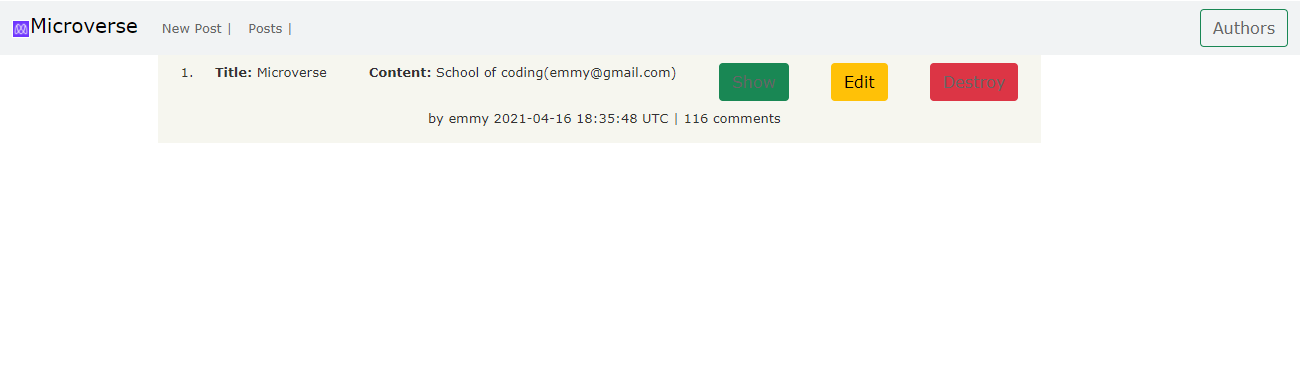 Microverse New Post | Posts | Authors
1. Title: Microverse Content: School of coding(emmy@gmail.com) Show Edit Destroy
by emmy 2021-04-16 18:35:48 UTC | 116 comments